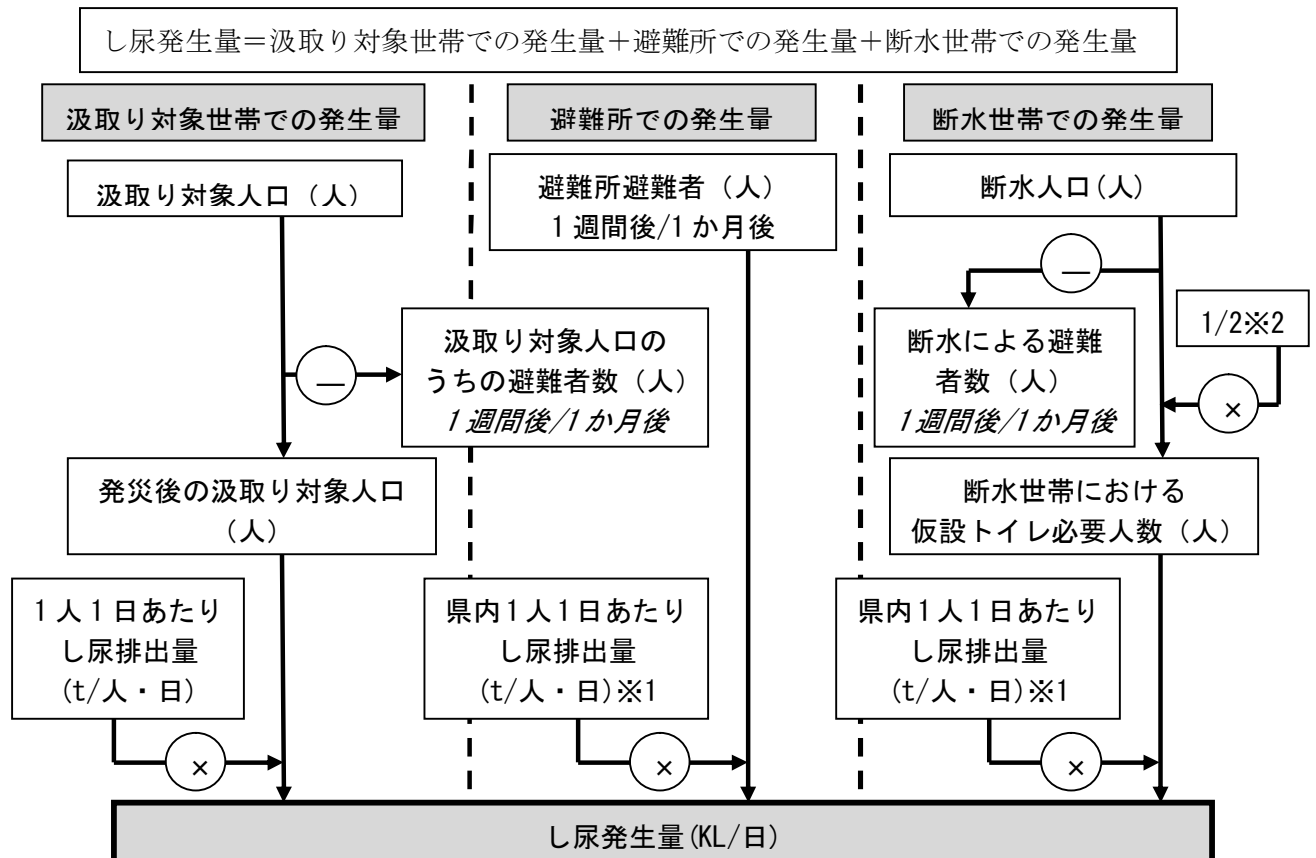 し尿発生量＝汲取り対象世帯での発生量＋避難所での発生量＋断水世帯での発生量
汲取り対象世帯での発生量
避難所での発生量
断水世帯での発生量
汲取り対象人口（人）
避難所避難者（人）
1週間後/1か月後
断水人口(人)
－
1/2※2
汲取り対象人口の
うちの避難者数（人）
1週間後/1か月後
－
断水による避難
者数（人）
1週間後/1か月後
×
発災後の汲取り対象人口
（人）
断水世帯における
仮設トイレ必要人数（人）
1人1日あたり
し尿排出量
(t/人・日)
県内1人1日あたり
し尿排出量
(t/人・日)※1
県内1人1日あたり
し尿排出量
(t/人・日)※1
×
×
×
し尿発生量(KL/日)